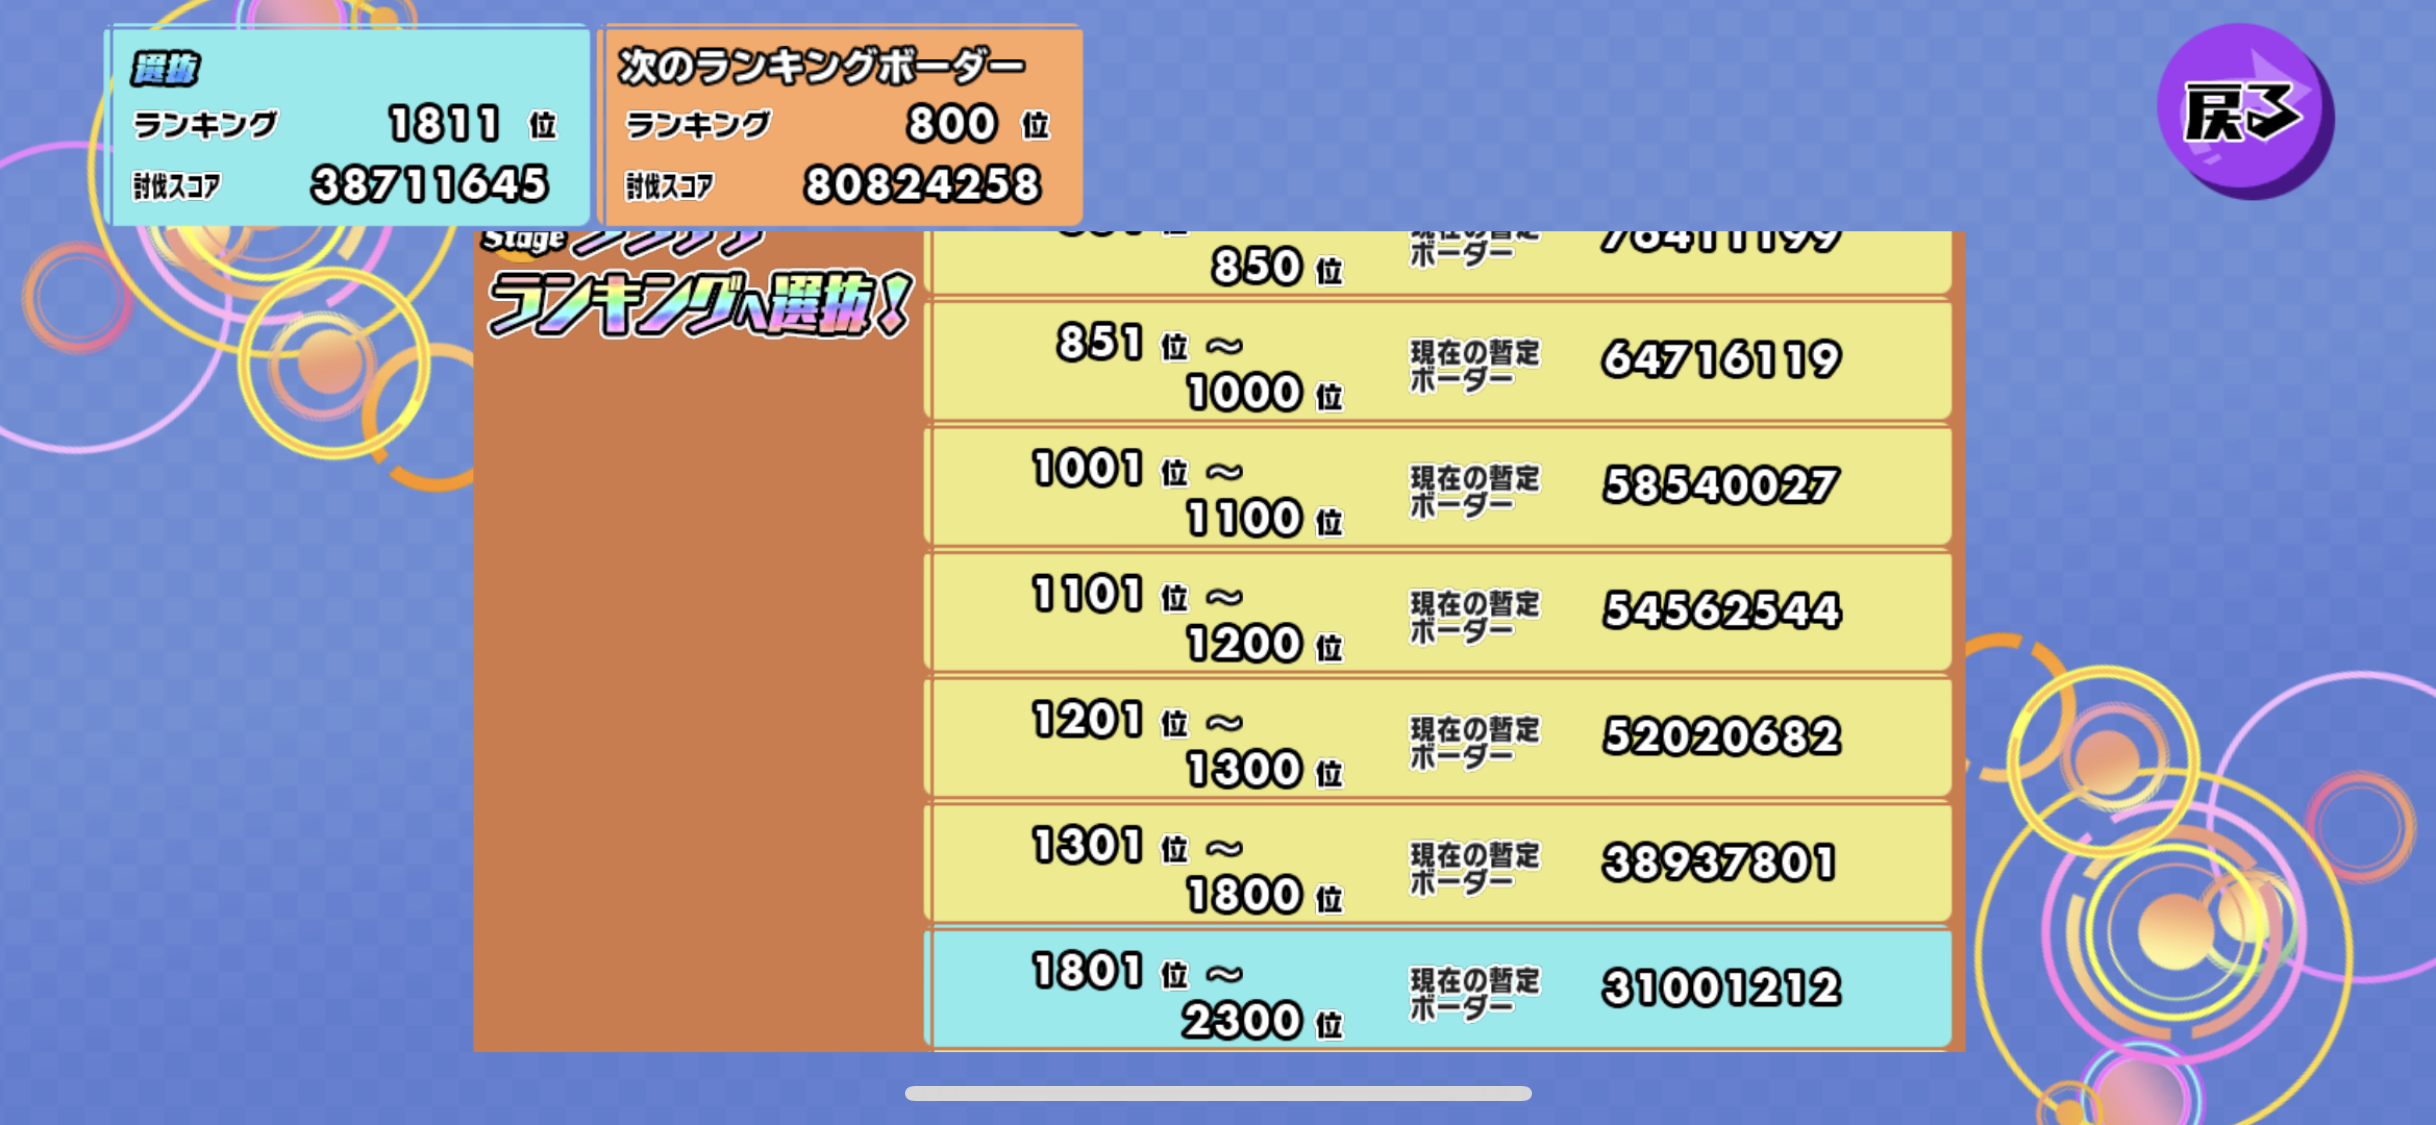 選抜
ランキング 1811 位
討伐スコア 38711645
次のランキングボーダー
ランキング 800 位
討伐スコア 80824258
戻る
Stage
ランキングへ選抜!
850 位
ボーダー
851 位 ~
1000 位
現在の暫定
ボーダー
64716119
1001 位 ~
1100 位
現在の暫定
ボーダー
58540027
1101 位 ~
1200 位
現在の暫定
ボーダー
54562544
1201 位 ~
1300 位
現在の暫定
ボーダー
52020682
1301 位 ~
1800 位
現在の暫定
ボーダー
38937801
1801 位 ~
2300 位
現在の暫定
ボーダー
31001212